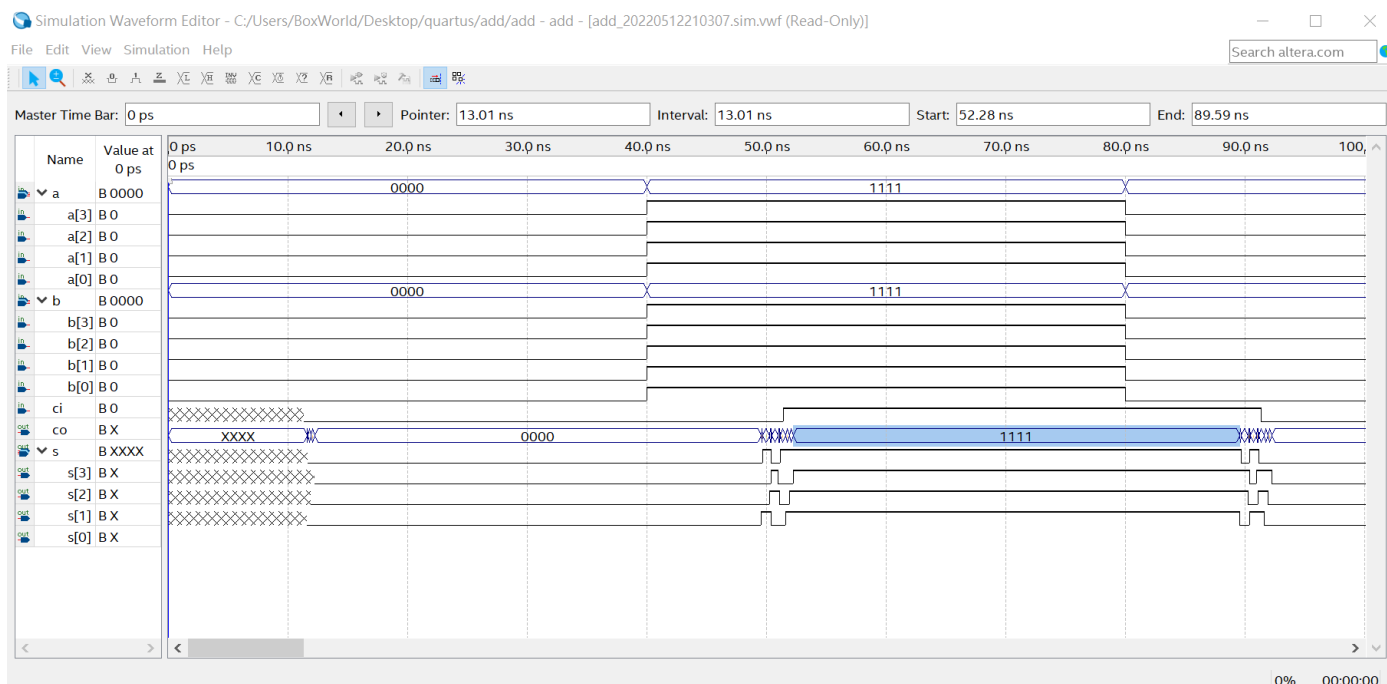 Simulation Waveform Editor - C:/Users/BoxWorld/Desktop/quartus/add/add - add - [add_20220512210307.sim.vwf (Read-Only)]
File Edit View Simulation Help
Search altera.com
Master Time Bar: 0 ps Pointer: 13.01 ns Interval: 13.01 ns Start: 52.28 ns End: 89.59 ns
Name Value at 0 ps
0 ps 10.0 ns 20.0 ns 30.0 ns 40.0 ns 50.0 ns 60.0 ns 70.0 ns 80.0 ns 90.0 ns 100,
0 ps
a B 0000 0000 1111
a[3] B 0
a[2] B 0
a[1] B 0
a[0] B 0
b B 0000 0000 1111
b[3] B 0
b[2] B 0
b[1] B 0
b[0] B 0
ci B 0
co B X XXXX 0000 1111
s B XXXX
s[3] B X
s[2] B X
s[1] B X
s[0] B X
0% 00:00:00